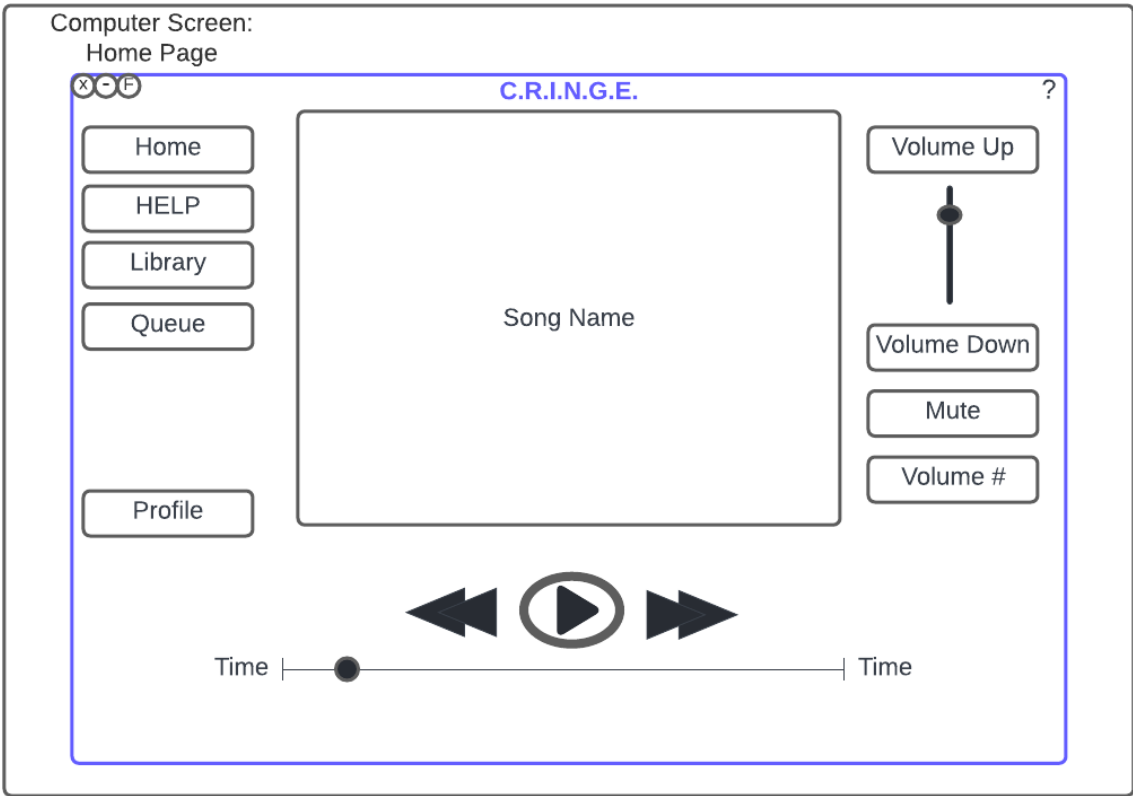 Computer Screen:
Home Page
X
-
F
C.R.I.N.G.E.
?
Home
HELP
Library
Queue
Profile
Song Name
Volume Up
Volume Down
Mute
Volume #
Time
Time